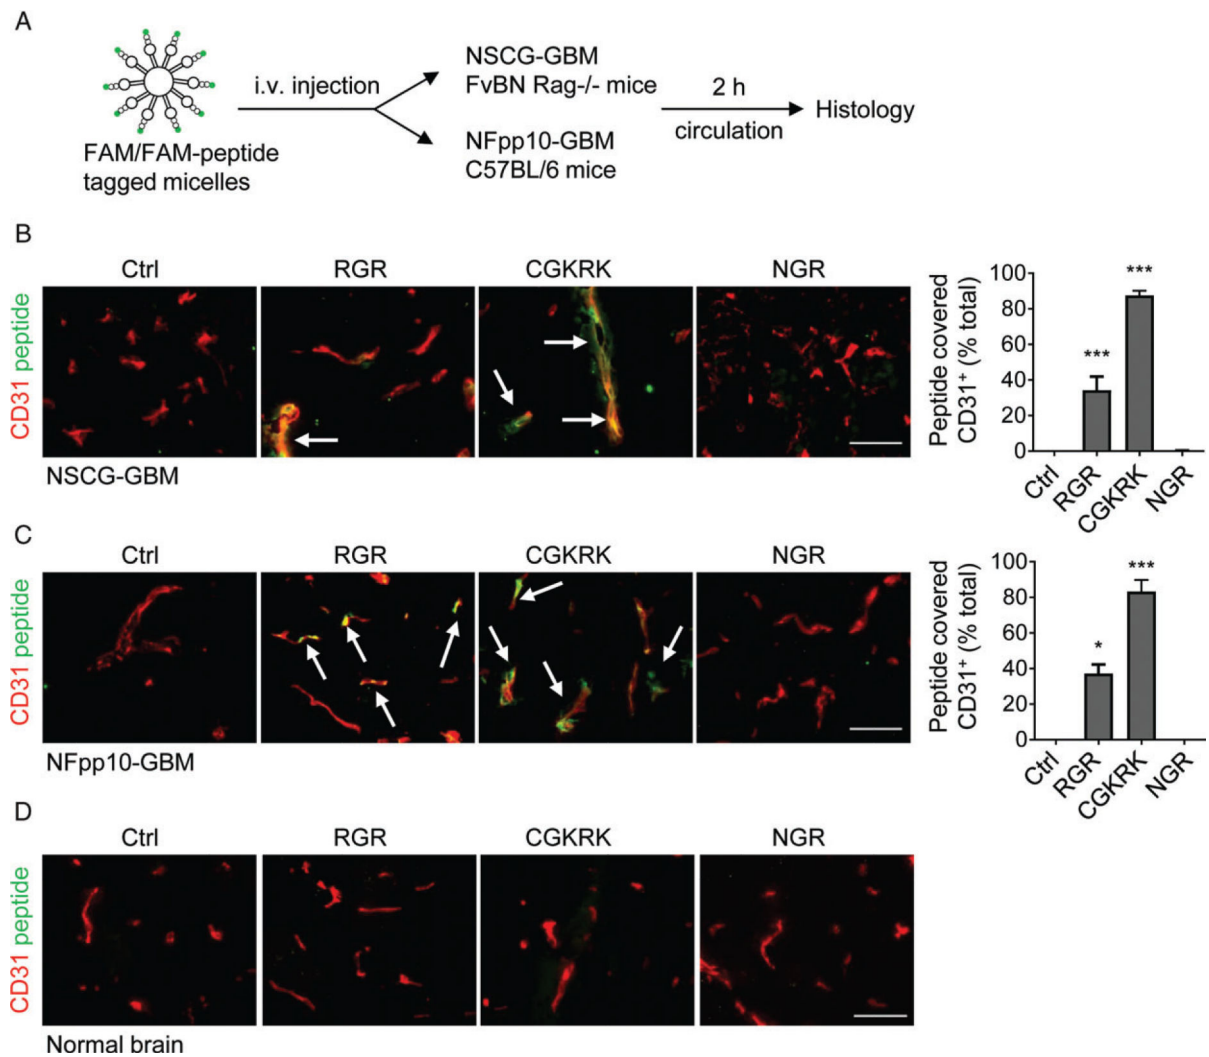 A
FAM/FAM-peptide
tagged micelles
i.v. injection
NSCG-GBM
FvBN Rag-/- mice
NFpp10-GBM
C57BL/6 mice
2 h
circulation
Histology
B
Ctrl
RGR
CGKRK
NGR
CD31 peptide
NSCG-GBM
Peptide covered
CD31⁺ (% total)
100
80
60
40
20
0
***
***
Ctrl
RGR
CGKRK
NGR
C
Ctrl
RGR
CGKRK
NGR
CD31 peptide
NFpp10-GBM
Peptide covered
CD31⁺ (% total)
100
80
60
40
20
0
*
***
Ctrl
RGR
CGKRK
NGR
D
Ctrl
RGR
CGKRK
NGR
CD31 peptide
Normal brain